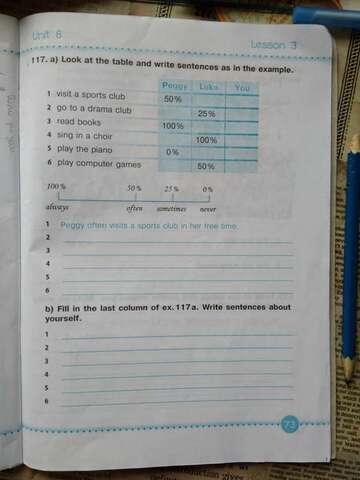 Unit 8
Lesson 3
117. a) Look at the table and write sentences as in the example.
Peggy Luke You
1 visit a sports club 50%
2 go to a drama club 25%
3 read books 100%
4 sing in a choir 100%
5 play the piano 0%
6 play computer games 50%
100% 50% 25% 0%
always often sometimes never
1 Peggy often visits a sports club in her free time.
2
3
4
5
6
b) Fill in the last column of ex. 117a. Write sentences about
yourself.
1
2
3
4
5
6
73